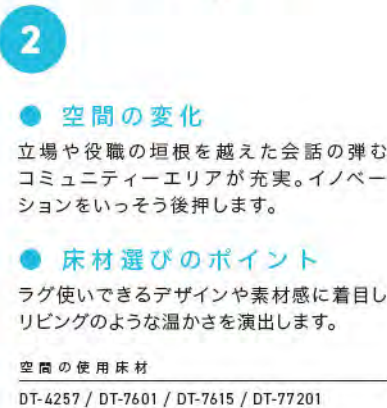 2
● 空間の変化
立場や役職の垣根を越えた会話の弾む
コミュニティーエリアが充実。イノベー
ションをいっそう後押しします。
● 床材選びのポイント
ラグ使いできるデザインや素材感に着目し
リビングのような温かさを演出します。
空間の使用床材
DT-4257 / DT-7601 / DT-7615 / DT-77201